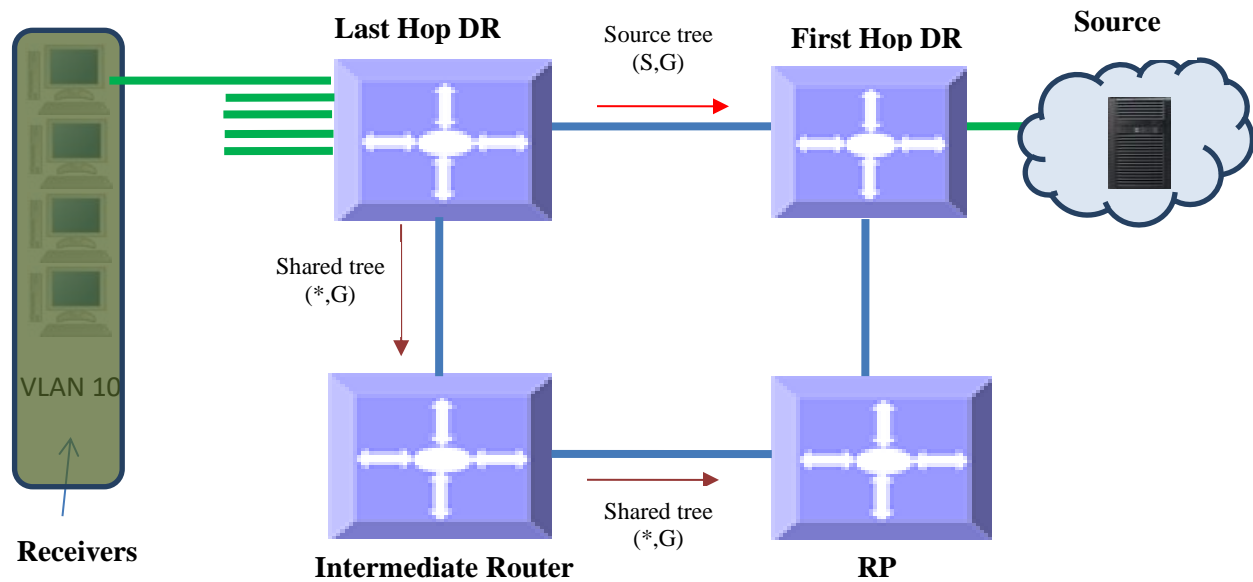 Last Hop DR
Source tree
(S,G)
First Hop DR
Source
Shared tree
(*,G)
VLAN 10
Receivers
Intermediate Router
Shared tree
(*,G)
RP